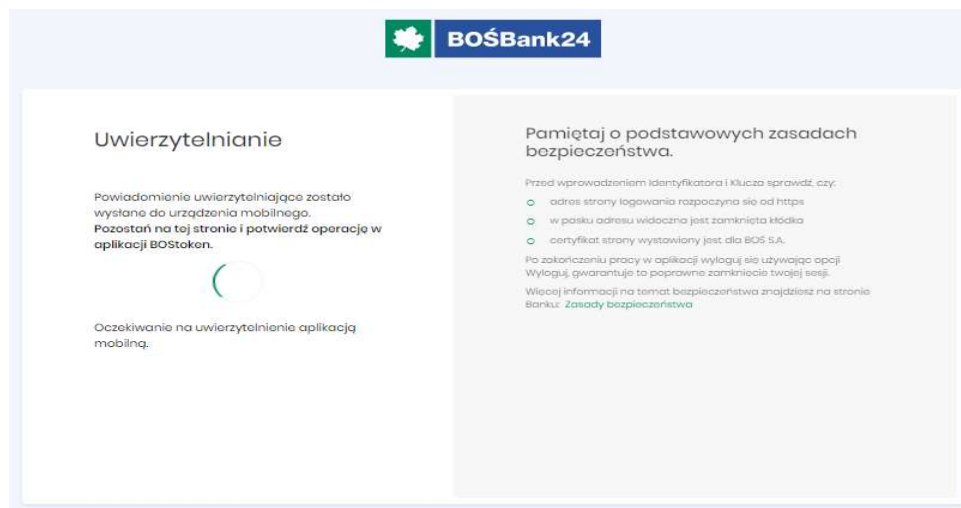 BOŚBank24
Uwierzytelnianie
Powiadomienie uwierzytelniające zostało
wysłane do urządzenia mobilnego.
Pozostań na tej stronie i potwierdź operację w
aplikacji BOStoken.
Oczekiwanie na uwierzytelnienie aplikacją
mobilną.
Pamiętaj o podstawowych zasadach
bezpieczeństwa.
Przed wprowadzeniem Identyfikatora i Klucza sprawdź, czy:
adres strony logowania rozpoczyna się od https
w pasku adresu widoczna jest zamknięta kłódka
certyfikat strony wystawiony jest dla BOŚ S.A.
Po zakończeniu pracy w aplikacji wyloguj się używając opcji
Wyloguj, gwarantuje to poprawne zamknięcie twojej sesji.
Więcej informacji na temat bezpieczeństwa znajdziesz na stronie
Banku: Zasady bezpieczeństwa